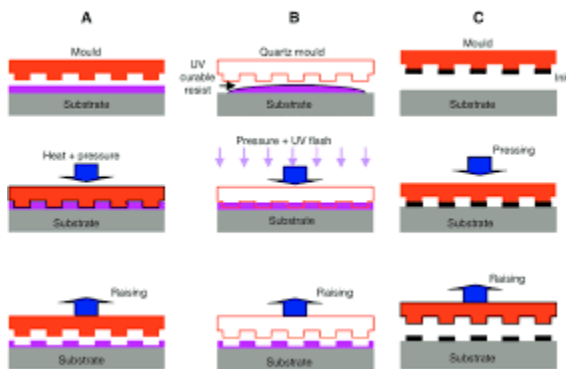 A
B
C
Mould
Substrate
Quartz mould
UV
curable
resist
Substrate
Mould
Ink
Substrate
Heat + pressure
Substrate
Pressure + UV flash
Substrate
Pressing
Substrate
Raising
Substrate
Raising
Substrate
Raising
Substrate